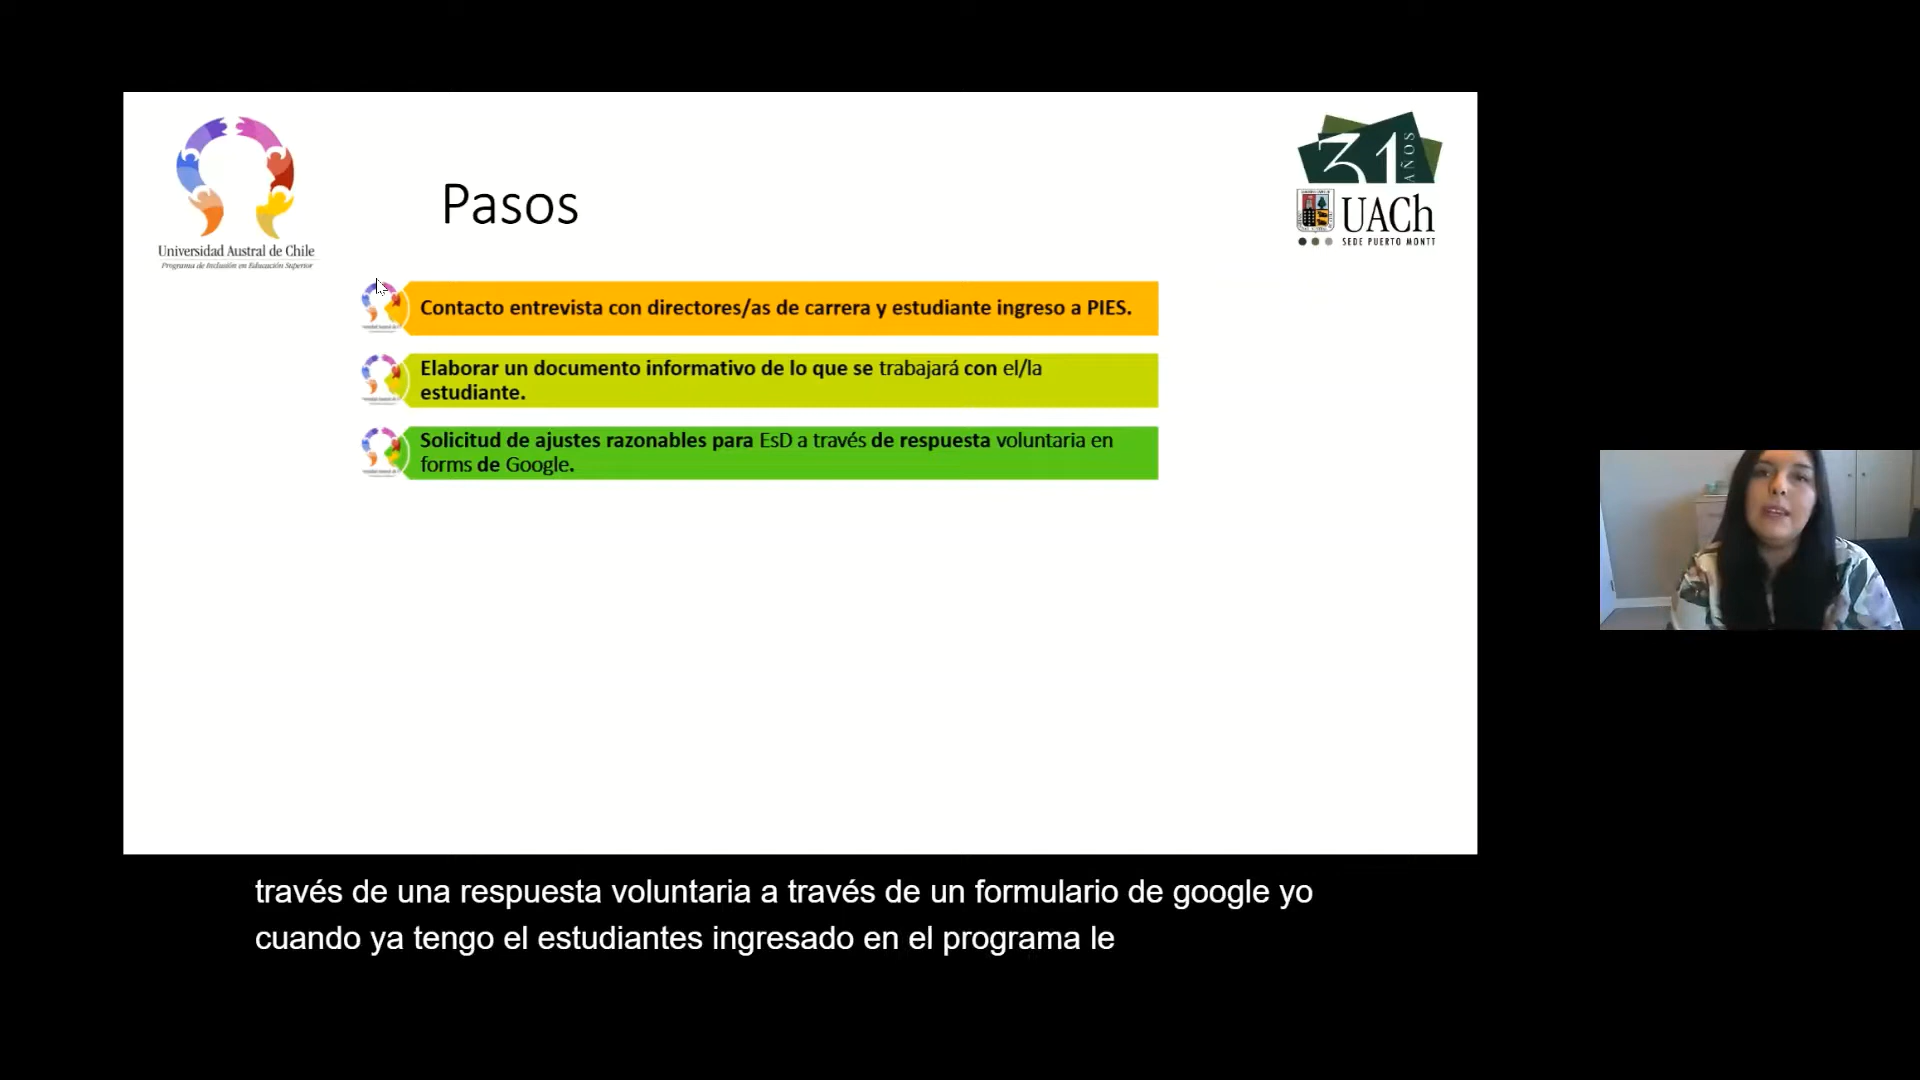 Universidad Austral de Chile
Programa de Inclusión en Educación Superior
Pasos
31
AÑOS
UACh
SEDE PUERTO MONTT
Contacto entrevista con directores/as de carrera y estudiante ingreso a PIES.
Elaborar un documento informativo de lo que se trabajará con el/la
estudiante.
Solicitud de ajustes razonables para EsD a través de respuesta voluntaria en
forms de Google.
través de una respuesta voluntaria a través de un formulario de google yo
cuando ya tengo el estudiantes ingresado en el programa le